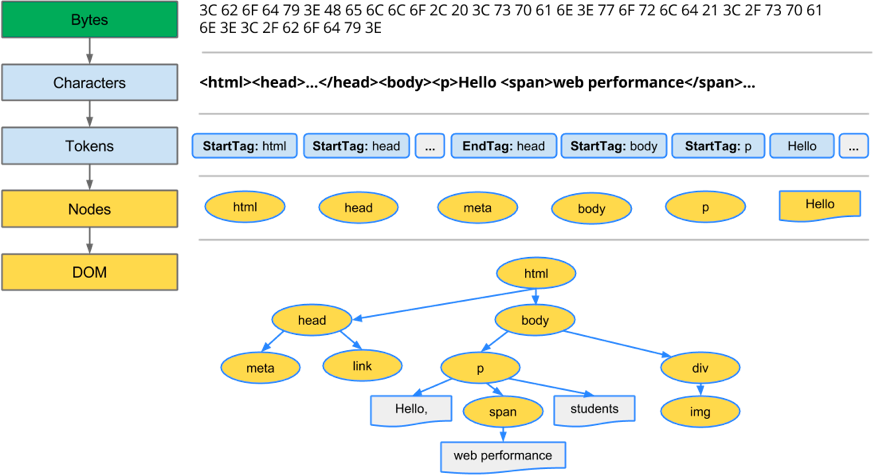 Bytes
3C 62 6F 64 79 3E 48 65 6C 6C 6F 2C 20 3C 73 70 61 6E 3E 77 6F 72 6C 64 21 3C 2F 73 70 61
6E 3E 3C 2F 62 6F 64 79 3E
Characters
<html><head>...</head><body><p>Hello <span>web performance</span>...
Tokens
StartTag: html
StartTag: head
...
EndTag: head
StartTag: body
StartTag: p
Hello
...
Nodes
html
head
meta
body
p
Hello
DOM
html
head
body
meta
link
p
div
Hello,
span
students
img
web performance